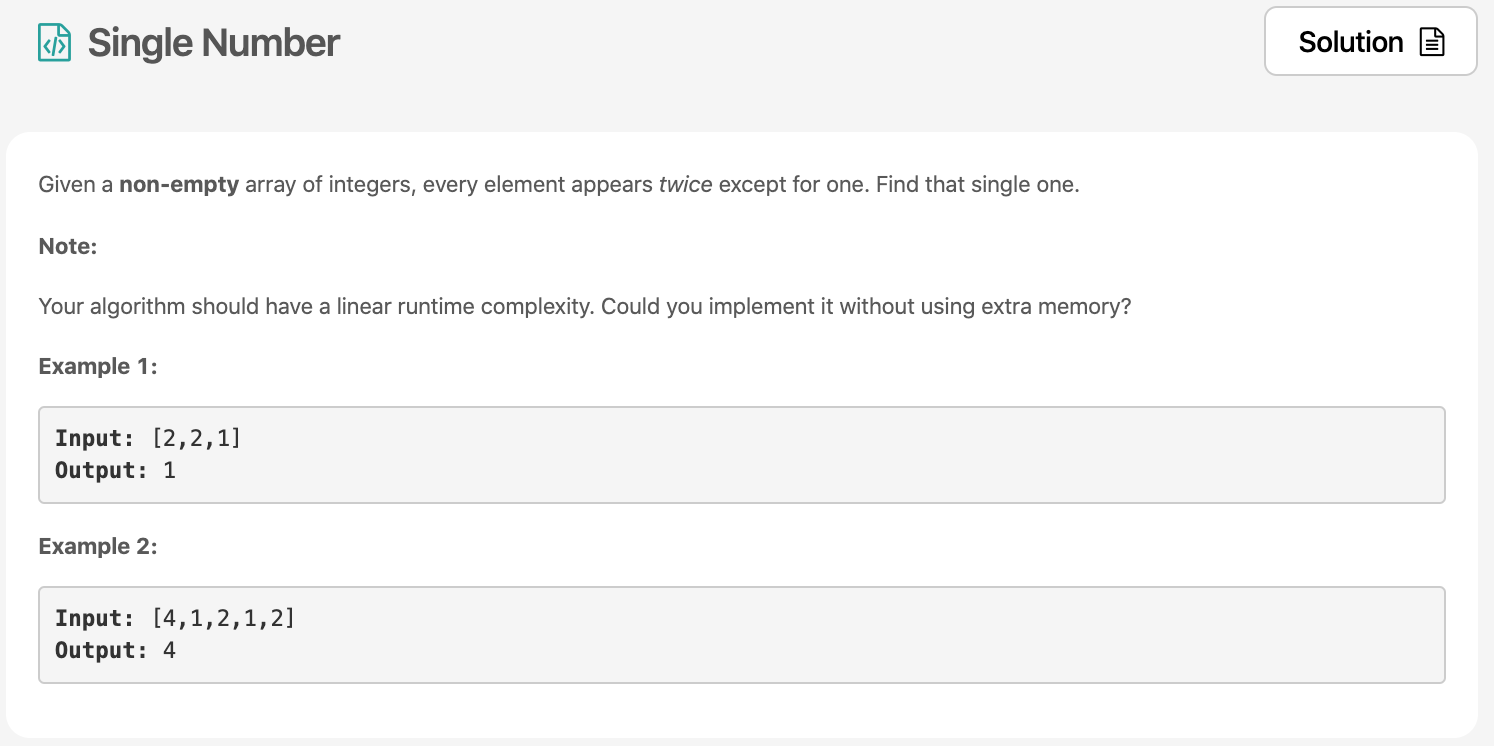 Single Number
Solution
Given a non-empty array of integers, every element appears twice except for one. Find that single one.
Note:
Your algorithm should have a linear runtime complexity. Could you implement it without using extra memory?
Example 1:
Input: [2,2,1]
Output: 1
Example 2:
Input: [4,1,2,1,2]
Output: 4